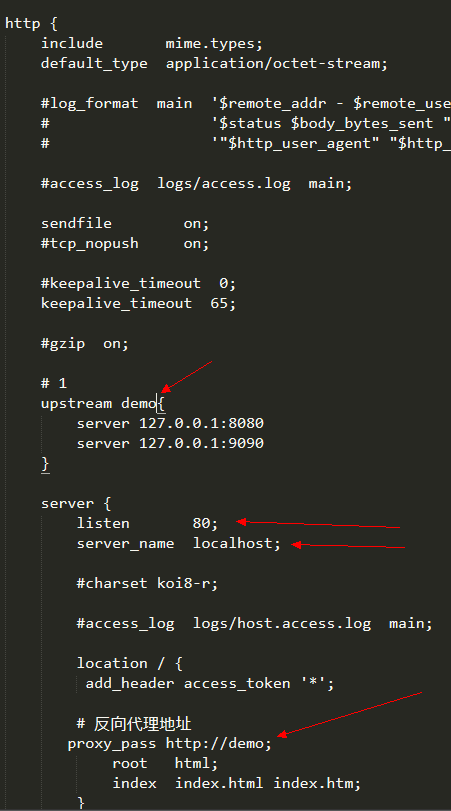 http {
    include       mime.types;
    default_type  application/octet-stream;
    #log_format  main  '$remote_addr - $remote_use
    #                  '$status $body_bytes_sent "
    #                  '"$http_user_agent" "$http_
    #access_log  logs/access.log  main;
    sendfile        on;
    #tcp_nopush     on;
    #keepalive_timeout  0;
    keepalive_timeout  65;
    #gzip  on;
    # 1
    upstream demo{
        server 127.0.0.1:8080
        server 127.0.0.1:9090
    }
    server {
        listen       80;
        server_name  localhost;
        #charset koi8-r;
        #access_log  logs/host.access.log  main;
        location / {
         add_header access_token '*';
        # 反向代理地址
       proxy_pass http://demo;
            root   html;
            index  index.html index.htm;
        }